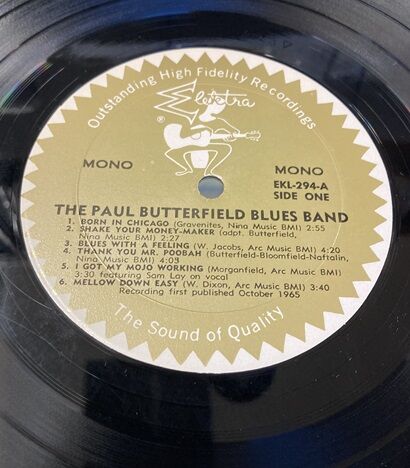 Outstanding High Fidelity Recordings
Elektra
®
MONO
MONO
EKL-294-A
SIDE ONE
THE PAUL BUTTERFIELD BLUES BAND
1. BORN IN CHICAGO (Gravenites, Nina Music BMI) 2:55
2. SHAKE YOUR MONEY-MAKER (adpt. Butterfield,
Nina Music BMI) 2:27
3. BLUES WITH A FEELING (W. Jacobs, Arc Music BMI) 4:20
4. THANK YOU MR. POOBAH (Butterfield-Bloomfield-Naftalin,
Nina Music BMI) 4:03
5. I GOT MY MOJO WORKING (Morganfield, Arc Music BMI)
3:30 featuring Sam Lay on vocal
6. MELLOW DOWN EASY (W. Dixon, Arc Music BMI) 3:40
Recording first published October 1965
The Sound of Quality